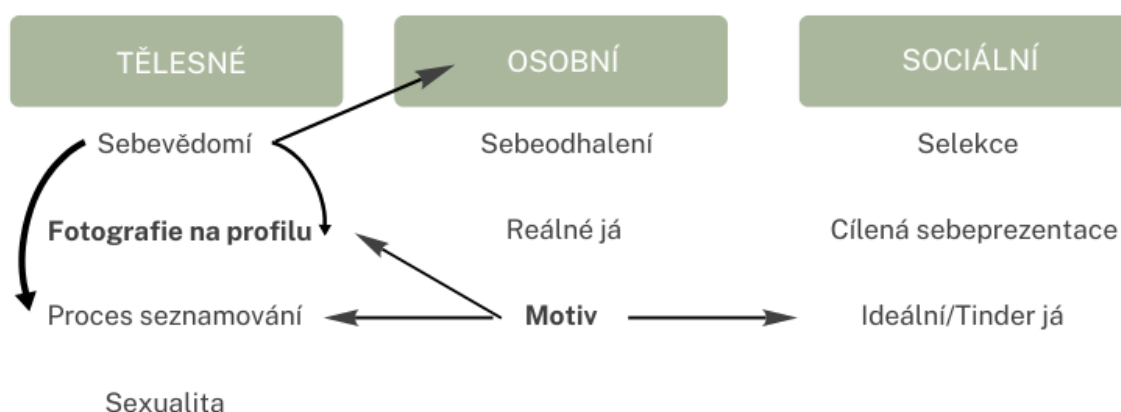 TĚLESNÉ
OSOBNÍ
SOCIÁLNÍ
Sebevědomí
Sebeodhalení
Selekce
Fotografie na profilu
Reálné já
Cílená sebeprezentace
Proces seznamování
Motiv
Ideální/Tinder já
Sexualita